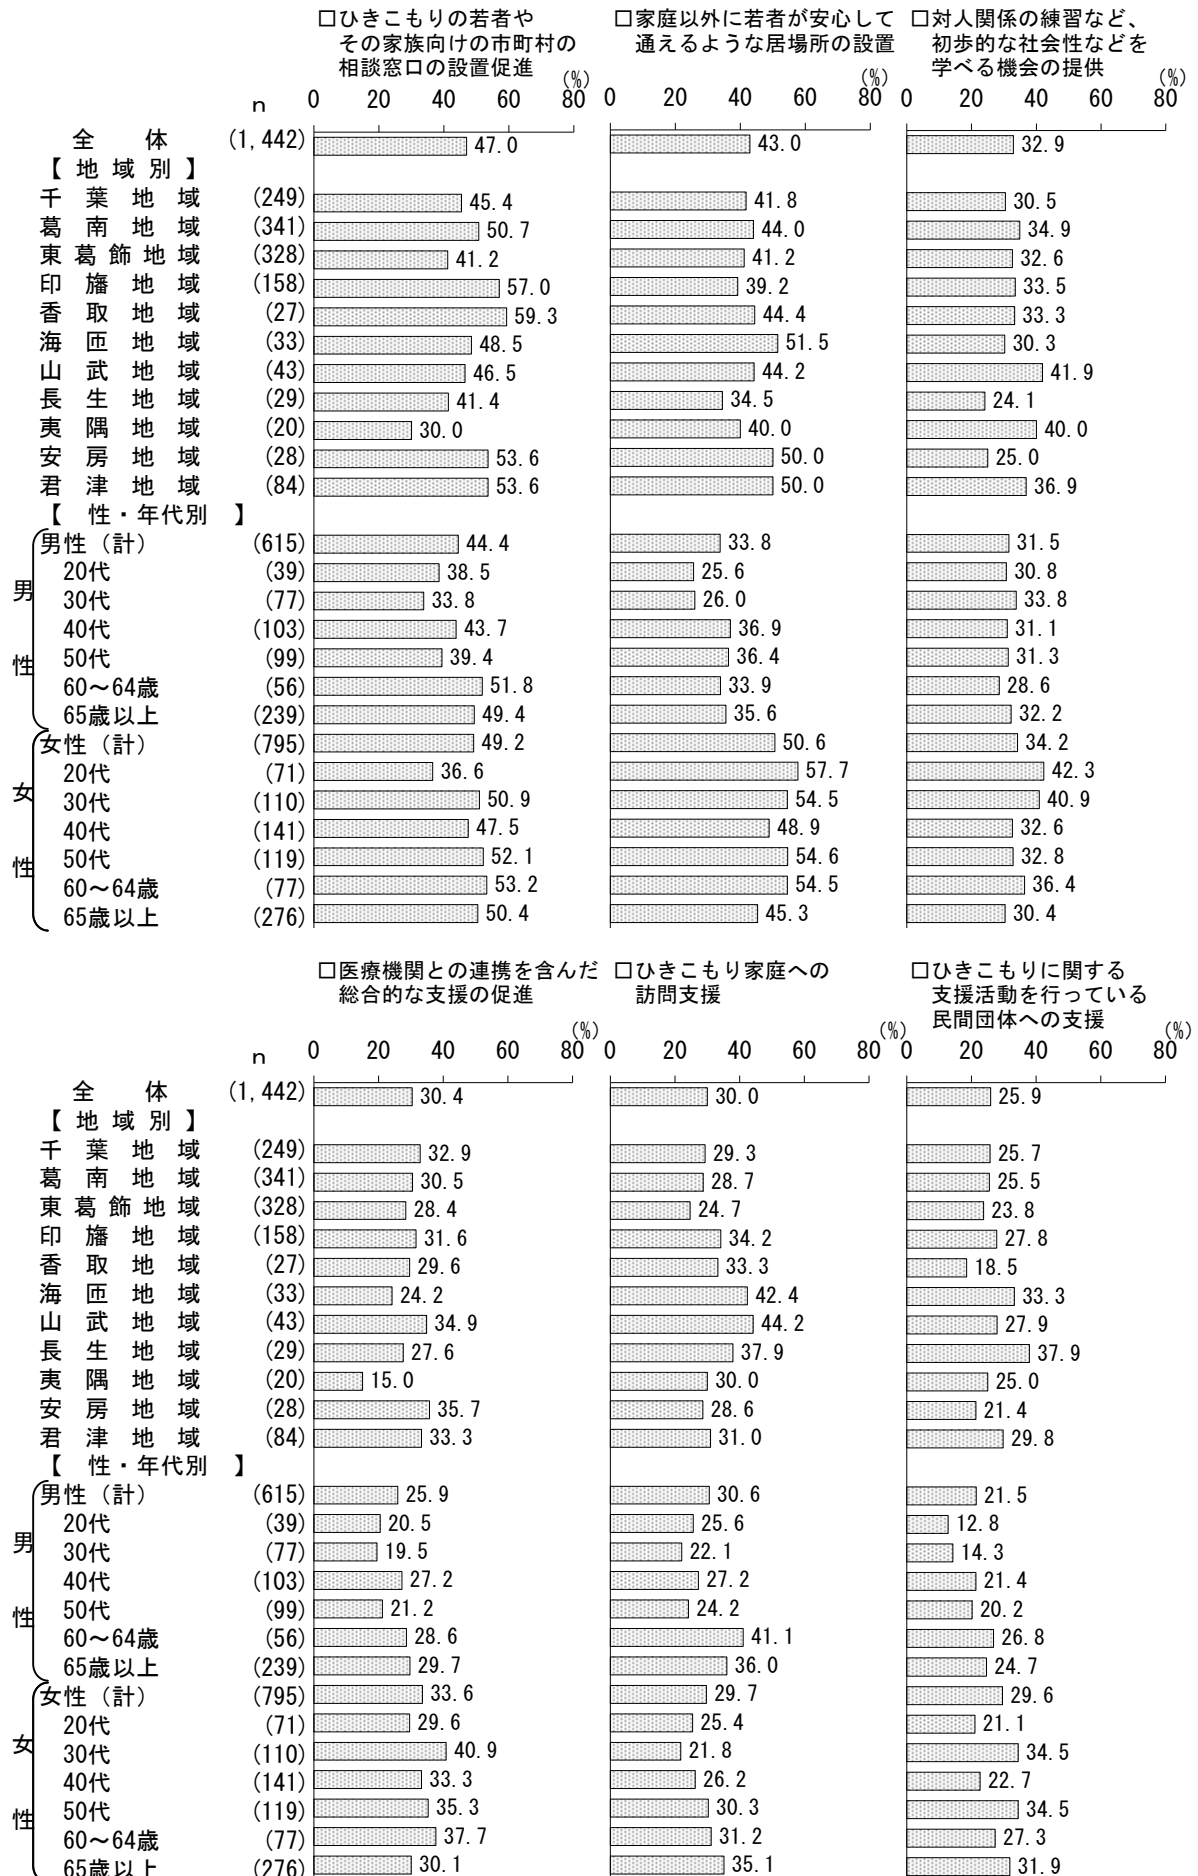 □ひきこもりの若者や
その家族向けの市町村の
相談窓口の設置促進
□家庭以外に若者が安心して
通えるような居場所の設置
□対人関係の練習など、
初歩的な社会性などを
学べる機会の提供
(%) (%) (%)
n 0 20 40 60 80 0 20 40 60 80 0 20 40 60 80
全体 (1,442) 47.0 43.0 32.9
【地域別】
千葉地域 (249) 45.4 41.8 30.5
葛南地域 (341) 50.7 44.0 34.9
東葛飾地域 (328) 41.2 41.2 32.6
印旛地域 (158) 57.0 39.2 33.5
香取地域 (27) 59.3 44.4 33.3
海匝地域 (33) 48.5 51.5 30.3
山武地域 (43) 46.5 44.2 41.9
長生地域 (29) 41.4 34.5 24.1
夷隅地域 (20) 30.0 40.0 40.0
安房地域 (28) 53.6 50.0 25.0
君津地域 (84) 53.6 50.0 36.9
【性・年代別】
男性
男性（計） (615) 44.4 33.8 31.5
20代 (39) 38.5 25.6 30.8
30代 (77) 33.8 26.0 33.8
40代 (103) 43.7 36.9 31.1
50代 (99) 39.4 36.4 31.3
60～64歳 (56) 51.8 33.9 28.6
65歳以上 (239) 49.4 35.6 32.2
女性
女性（計） (795) 49.2 50.6 34.2
20代 (71) 36.6 57.7 42.3
30代 (110) 50.9 54.5 40.9
40代 (141) 47.5 48.9 32.6
50代 (119) 52.1 54.6 32.8
60～64歳 (77) 53.2 54.5 36.4
65歳以上 (276) 50.4 45.3 30.4
□医療機関との連携を含んだ
総合的な支援の促進
□ひきこもり家庭への
訪問支援
□ひきこもりに関する
支援活動を行っている
民間団体への支援
(%) (%) (%)
n 0 20 40 60 80 0 20 40 60 80 0 20 40 60 80
全体 (1,442) 30.4 30.0 25.9
【地域別】
千葉地域 (249) 32.9 29.3 25.7
葛南地域 (341) 30.5 28.7 25.5
東葛飾地域 (328) 28.4 24.7 23.8
印旛地域 (158) 31.6 34.2 27.8
香取地域 (27) 29.6 33.3 18.5
海匝地域 (33) 24.2 42.4 33.3
山武地域 (43) 34.9 44.2 27.9
長生地域 (29) 27.6 37.9 37.9
夷隅地域 (20) 15.0 30.0 25.0
安房地域 (28) 35.7 28.6 21.4
君津地域 (84) 33.3 31.0 29.8
【性・年代別】
男性
男性（計） (615) 25.9 30.6 21.5
20代 (39) 20.5 25.6 12.8
30代 (77) 19.5 22.1 14.3
40代 (103) 27.2 27.2 21.4
50代 (99) 21.2 24.2 20.2
60～64歳 (56) 28.6 41.1 26.8
65歳以上 (239) 29.7 36.0 24.7
女性
女性（計） (795) 33.6 29.7 29.6
20代 (71) 29.6 25.4 21.1
30代 (110) 40.9 21.8 34.5
40代 (141) 33.3 26.2 22.7
50代 (119) 35.3 30.3 34.5
60～64歳 (77) 37.7 31.2 27.3
65歳以上 (276) 30.1 35.1 31.9